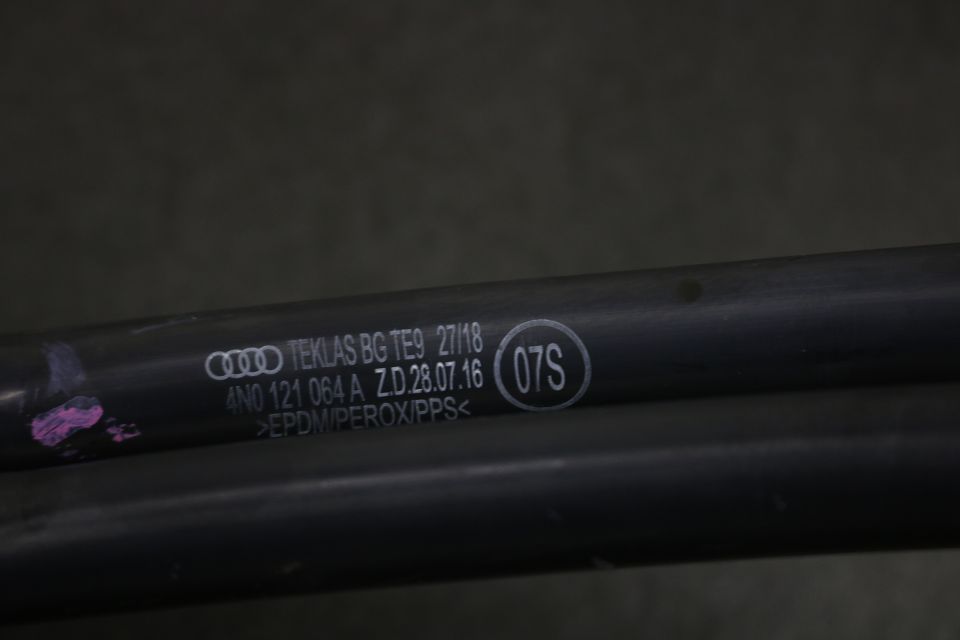 TEKLAS BG TE9 27/18
4N0 121 064 A Z.D.28.07.16
>EPDM/PEROX/PPS<
07S